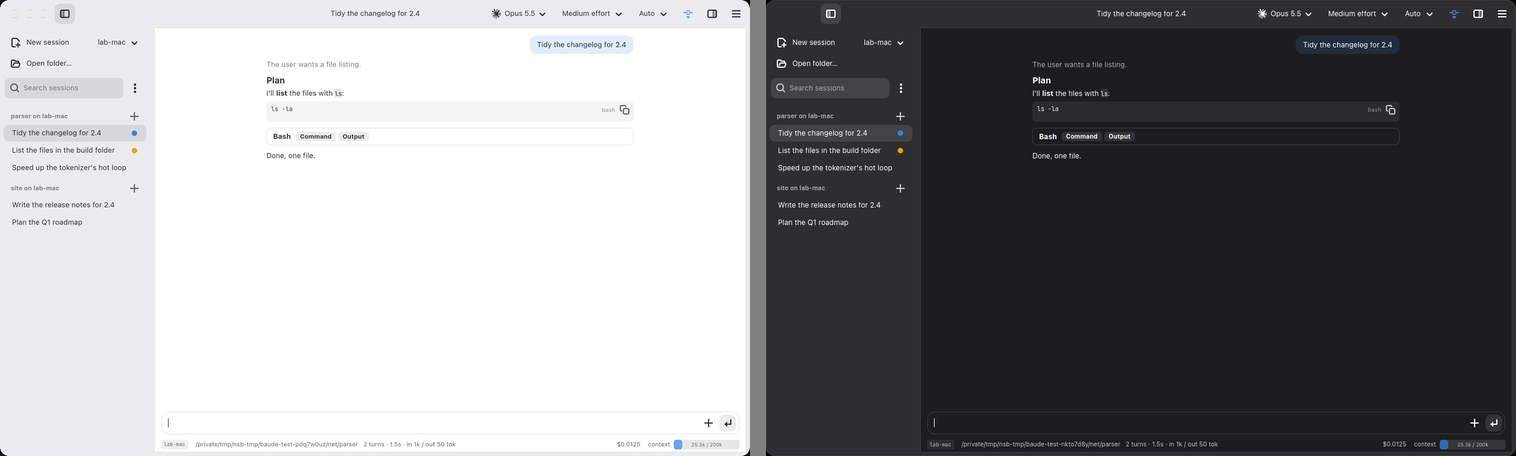 Tidy the changelog for 2.4
Opus 5.5
Medium effort
Auto
New session
lab-mac
Open folder...
Search sessions
parser on lab-mac
Tidy the changelog for 2.4
List the files in the build folder
Speed up the tokenizer's hot loop
site on lab-mac
Write the release notes for 2.4
Plan the Q1 roadmap
Tidy the changelog for 2.4
The user wants a file listing.
Plan
I'll list the files with ls:
ls -la
bash
Bash Command Output
Done, one file.
lab-mac /private/tmp/nsb-tmp/baude-test-pdq7w0uz/net/parser 2 turns · 1.5s · in 1k / out 50 tok
$0.0125 context 25.5k / 200k
Tidy the changelog for 2.4
Opus 5.5
Medium effort
Auto
New session
lab-mac
Open folder...
Search sessions
parser on lab-mac
Tidy the changelog for 2.4
List the files in the build folder
Speed up the tokenizer's hot loop
site on lab-mac
Write the release notes for 2.4
Plan the Q1 roadmap
Tidy the changelog for 2.4
The user wants a file listing.
Plan
I'll list the files with ls:
ls -la
bash
Bash Command Output
Done, one file.
lab-mac /private/tmp/nsb-tmp/baude-test-nkto7d8y/net/parser 2 turns · 1.5s · in 1k / out 50 tok
$0.0125 context 25.5k / 200k